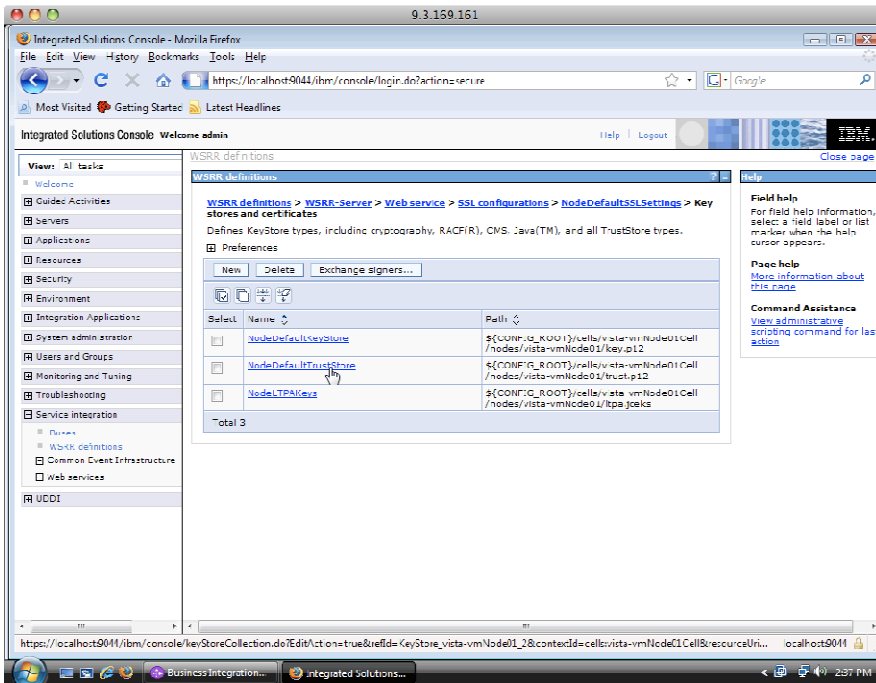 9.3.169.161
Integrated Solutions Console - Mozilla Firefox
File Edit View History Bookmarks Tools Help
https://localhost:9044/ibm/console/login.do?action=secure
Google
Most Visited Getting Started Latest Headlines
Integrated Solutions Console Welcome admin
Help Logout
IBM.
View: All tasks
Welcome
Guided Activities
Servers
Applications
Resources
Security
Environment
Integration Applications
System administration
Users and Groups
Monitoring and Tuning
Troubleshooting
Service integration
Buses
WSRR definitions
Common Event Infrastructure
Web services
UDDI
WSRR definitions
Close page
WSRR definitions ? -
WSRR definitions > WSRR-Server > Web service > SSL configurations > NodeDefaultSSLSettings > Key
stores and certificates
Defines KeyStore types, including cryptography, RACF(R), CMS, Java(TM), and all TrustStore types.
Preferences
New Delete Exchange signers...
Select Name Path
NodeDefaultKeyStore
${CONFIG_ROOT}/cells/vista-vmNode01Cell
/nodes/vista-vmNode01/key.p12
NodeDefaultTrustStore
${CONFIG_ROOT}/cells/vista-vmNode01Cell
/nodes/vista-vmNode01/trust.p12
NodeLTPAKeys
${CONFIG_ROOT}/cells/vista-vmNode01Cell
/nodes/vista-vmNode01/ltpa.jceks
Total 3
Help
Field help
For field help information,
select a field label or list
marker when the help
cursor appears.
Page help
More information about
this page
Command Assistance
View administrative
scripting command for last
action
https://localhost:9044/ibm/console/keyStoreCollection.do?EditAction=true&refId=KeyStore_vista-vmNode01_2&contextId=cells:vista-vmNode01Cell&resourceUri... localhost:9044
Business Integration... Integrated Solutions... 2:37 PM